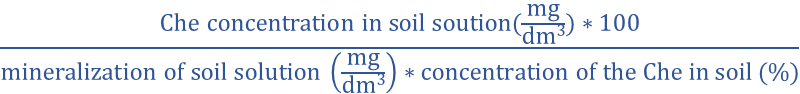 Che concentration in soil soution(mg/dm³) * 100
mineralization of soil solution (mg/dm³) * concentration of the Che in soil (%)